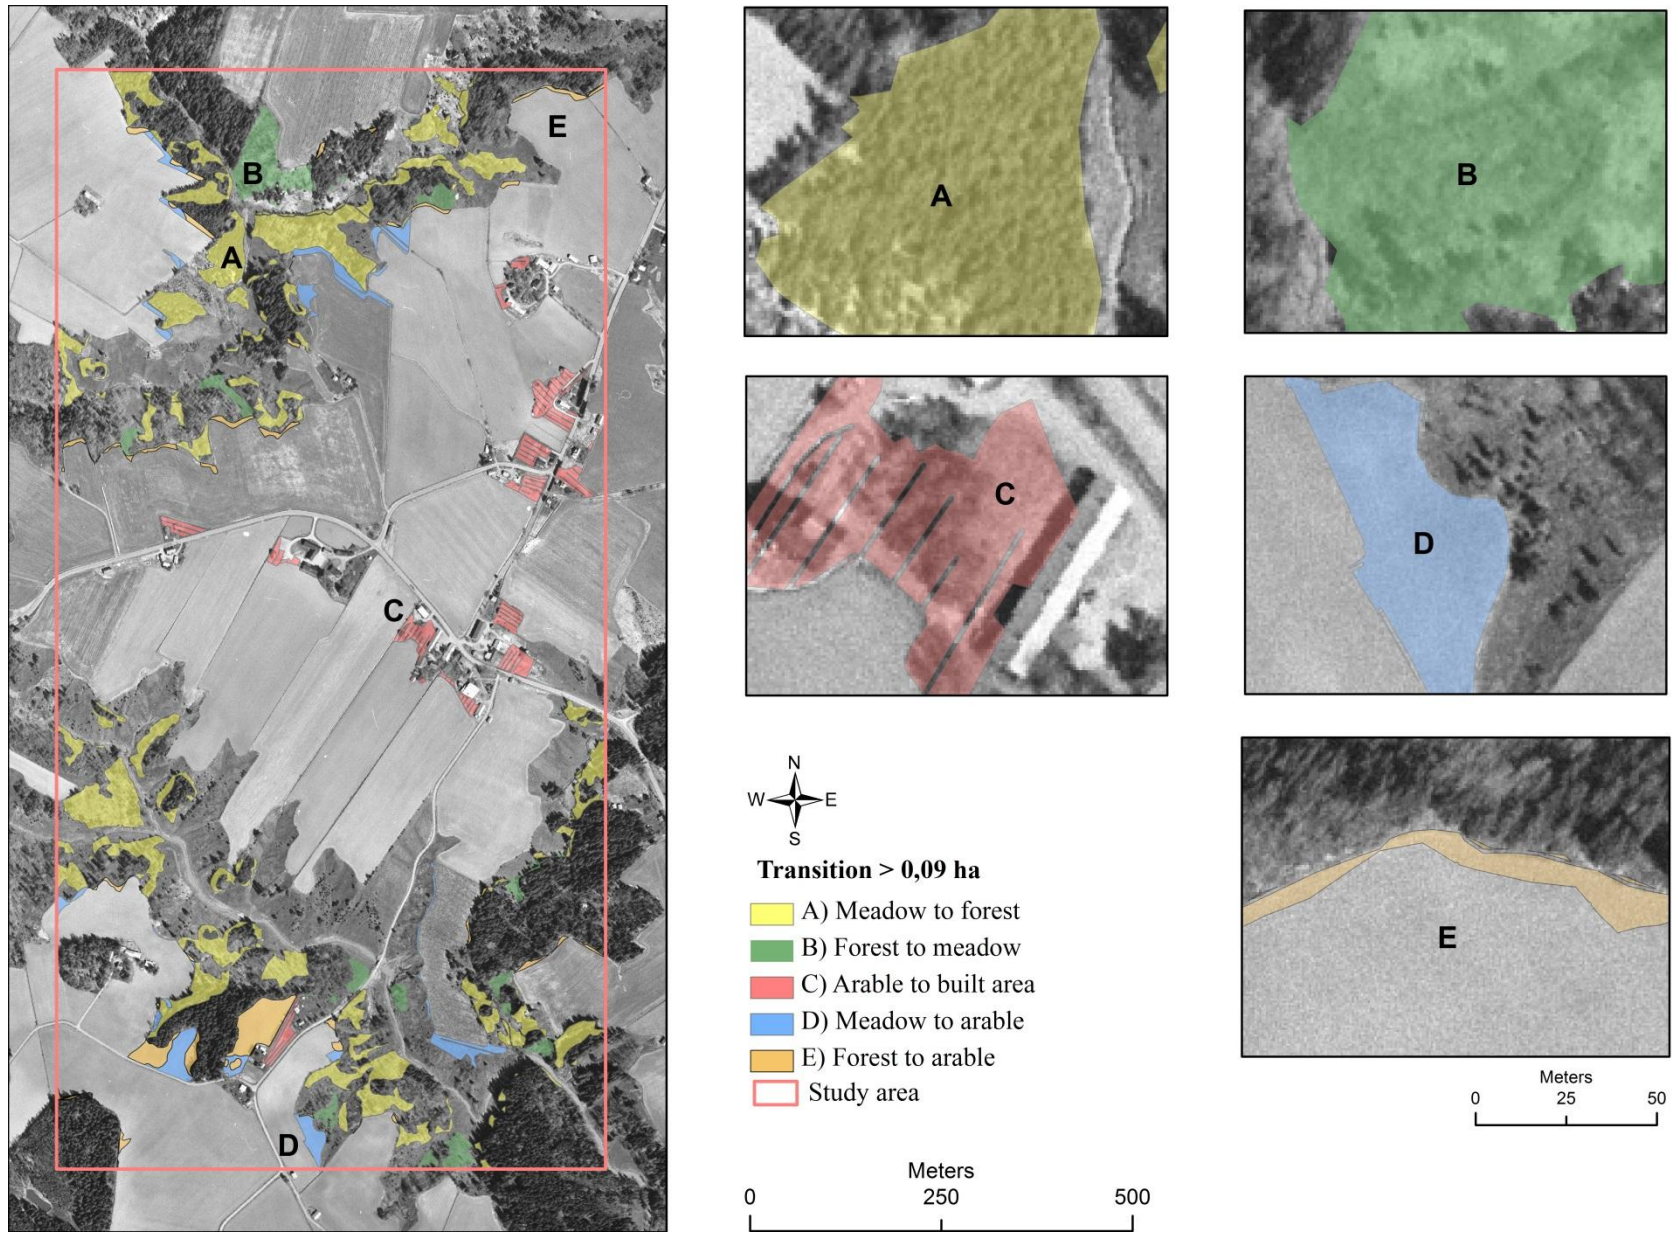 E
B
A
C
D
A
B
C
D
E
N
W E
S
Transition > 0,09 ha
A) Meadow to forest
B) Forest to meadow
C) Arable to built area
D) Meadow to arable
E) Forest to arable
Study area
Meters
0 250 500
Meters
0 25 50